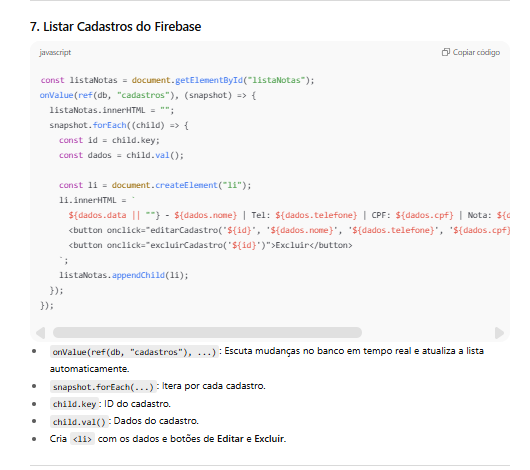 7. Listar Cadastros do Firebase
javascript
Copiar código
const listaNotas = document.getElementById("listaNotas");
onValue(ref(db, "cadastros"), (snapshot) => {
listaNotas.innerHTML = "";
snapshot.forEach((child) => {
const id = child.key;
const dados = child.val();
const li = document.createElement("li");
li.innerHTML = `
${dados.data || ""} - ${dados.nome} | Tel: ${dados.telefone} | CPF: ${dados.cpf} | Nota: ${d
<button onclick="editarCadastro('${id}', '${dados.nome}', '${dados.telefone}', '${dados.cpf}
<button onclick="excluirCadastro('${id}')">Excluir</button>
`;
listaNotas.appendChild(li);
});
});
• onValue(ref(db, "cadastros"), ...): Escuta mudanças no banco em tempo real e atualiza a lista
automaticamente.
• snapshot.forEach(...): Itera por cada cadastro.
• child.key: ID do cadastro.
• child.val(): Dados do cadastro.
• Cria <li> com os dados e botões de Editar e Excluir.